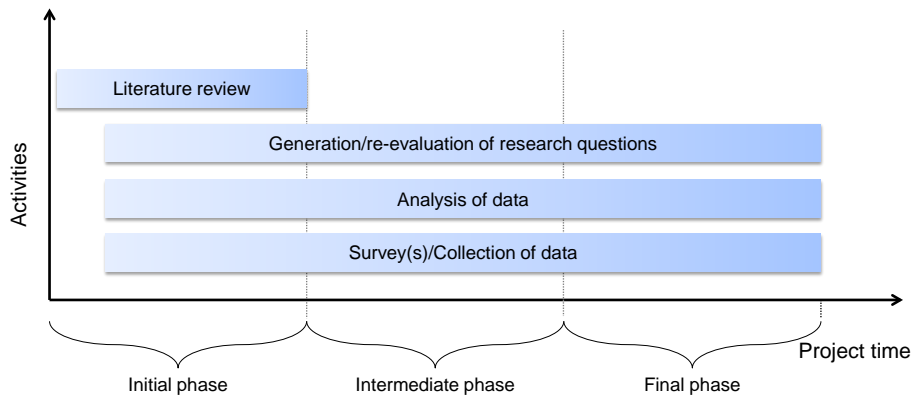 Literature review
Generation/re-evaluation of research questions
Analysis of data
Survey(s)/Collection of data
Activities
Project time
Initial phase
Intermediate phase
Final phase